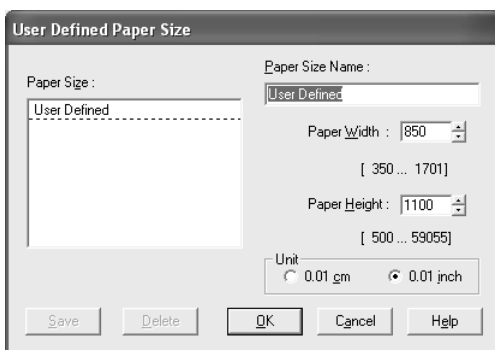 User Defined Paper Size
Paper Size :
User Defined
Paper Size Name :
User Defined
Paper Width : 850
[ 350 ... 1701]
Paper Height : 1100
[ 500 ... 59055]
Unit
0.01 cm 0.01 inch
Save Delete OK Cancel Help